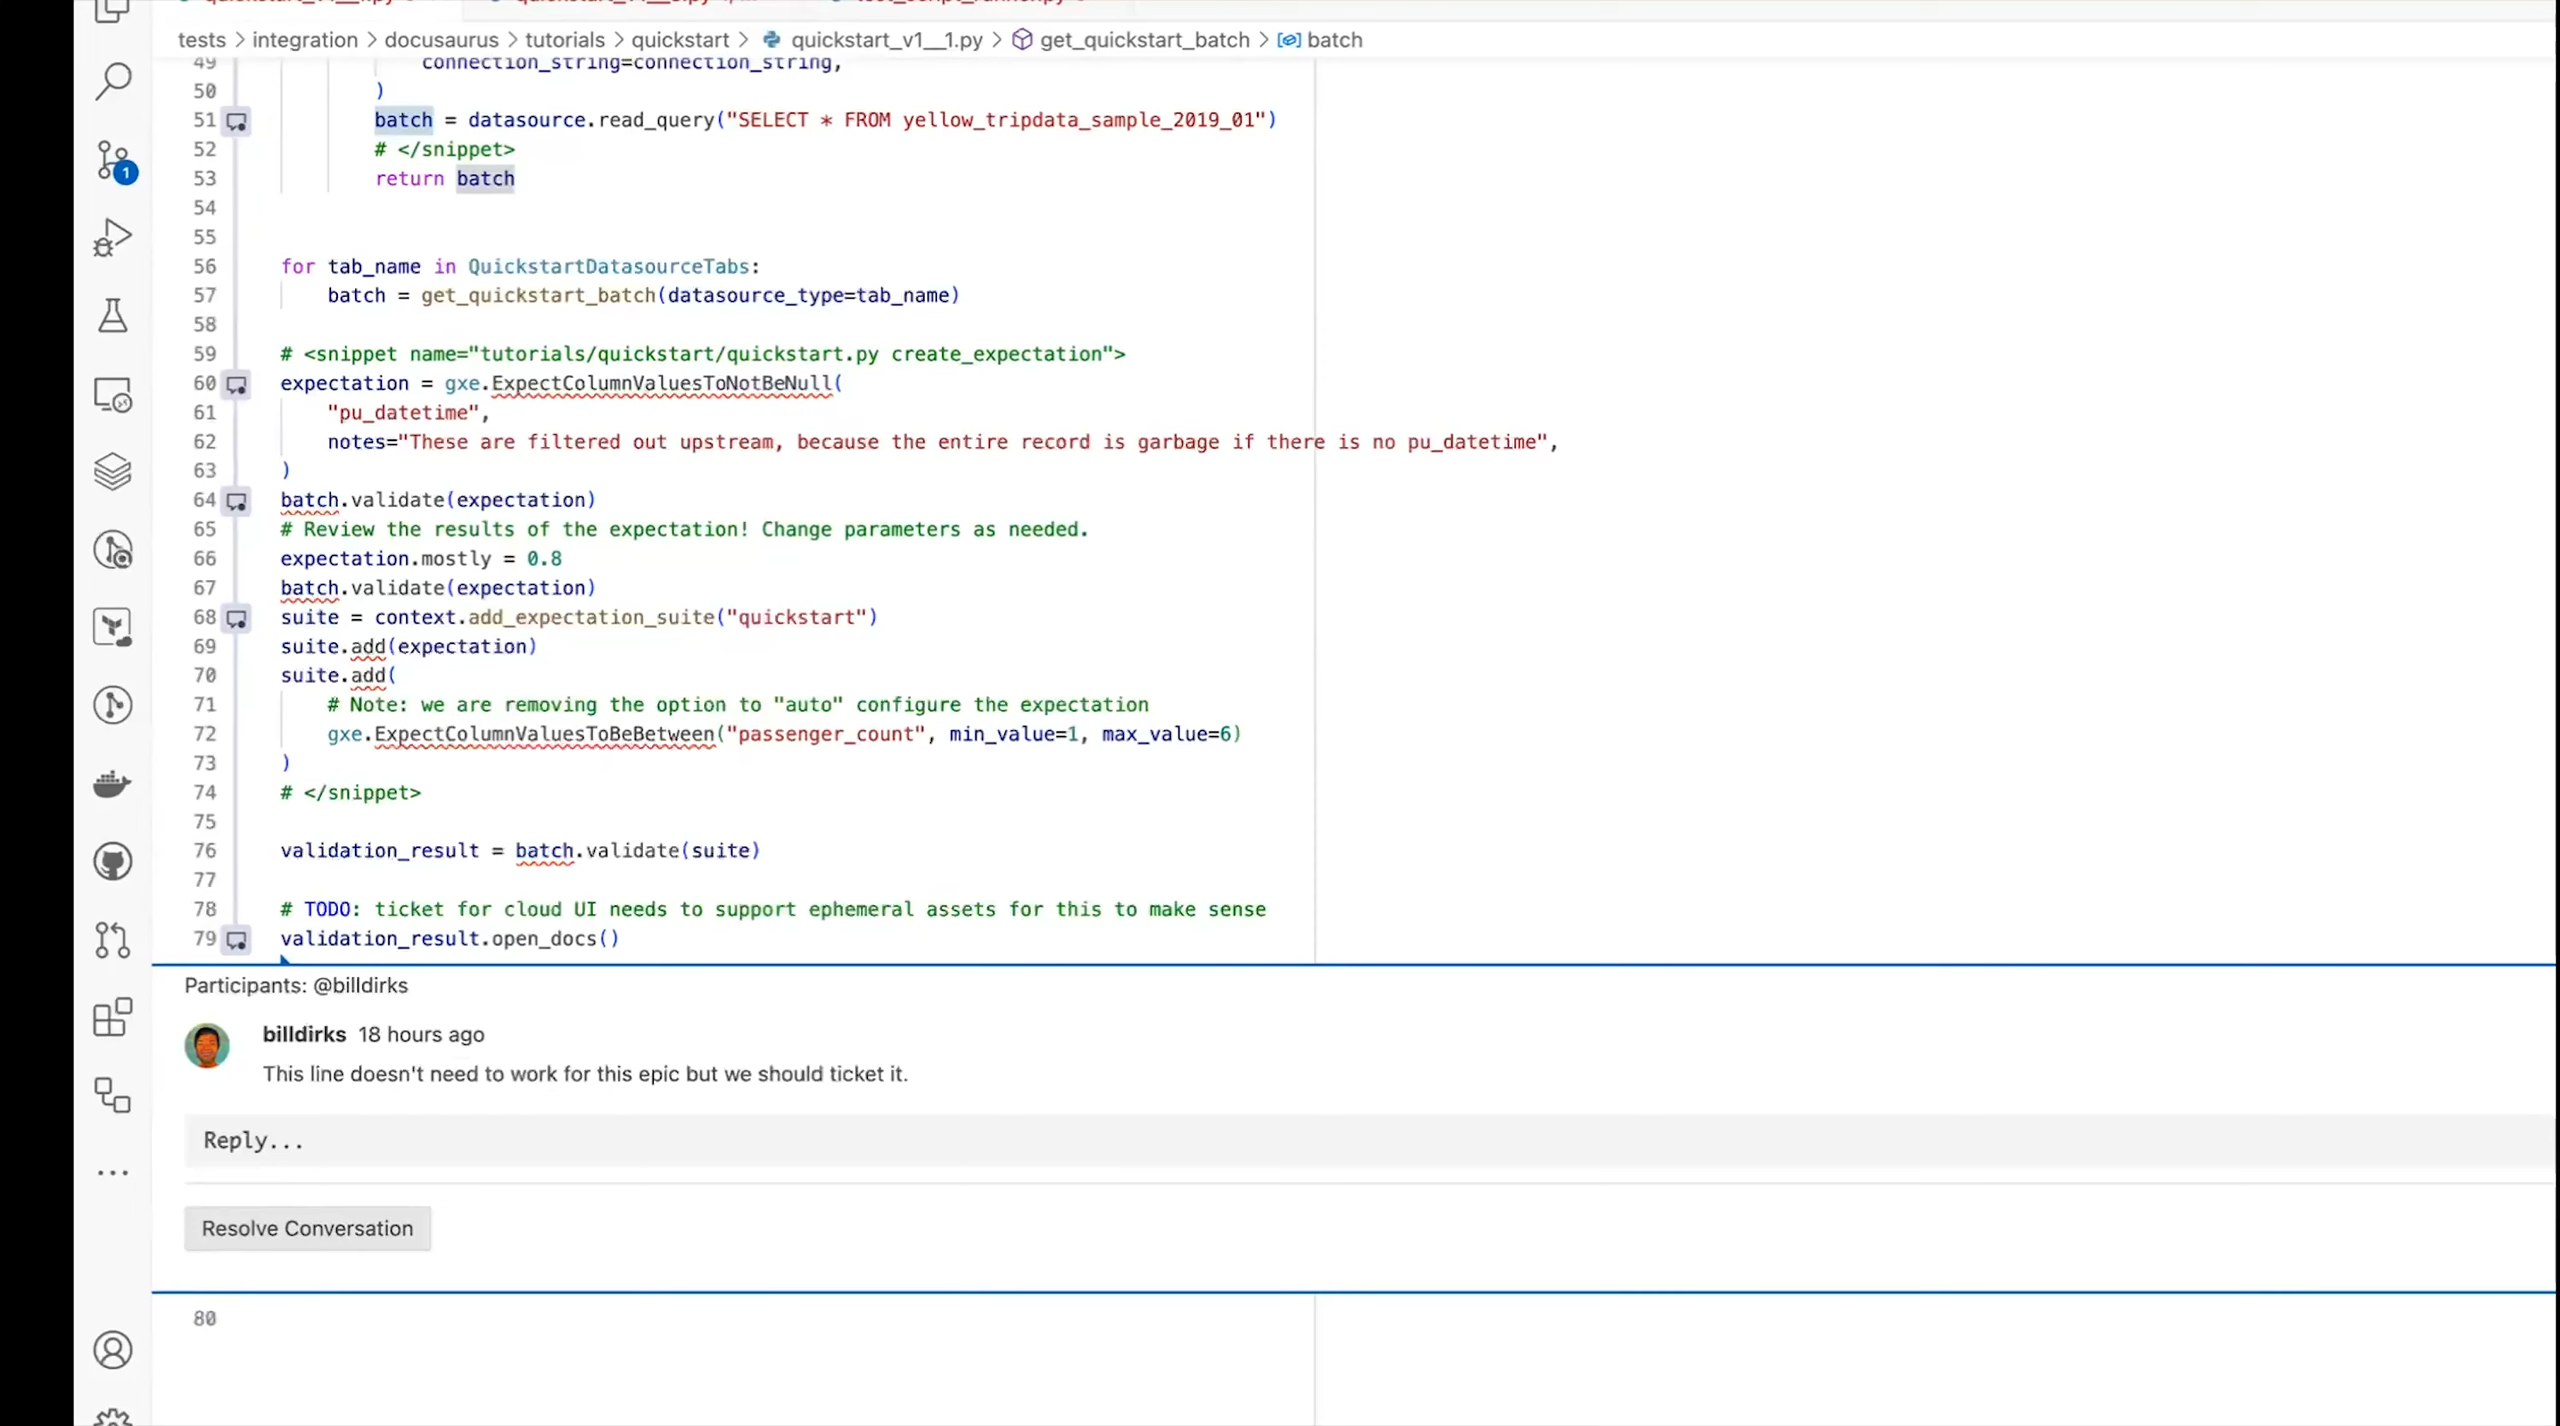 tests > integration > docusaurus > tutorials > quickstart > quickstart_v1__1.py > get_quickstart_batch > batch
49 connection_string=connection_string,
50 )
51 batch = datasource.read_query("SELECT * FROM yellow_tripdata_sample_2019_01")
52 # </snippet>
53 return batch
54
55
56 for tab_name in QuickstartDatasourceTabs:
57 batch = get_quickstart_batch(datasource_type=tab_name)
58
59 # <snippet name="tutorials/quickstart/quickstart.py create_expectation">
60 expectation = gxe.ExpectColumnValuesToNotBeNull(
61 "pu_datetime",
62 notes="These are filtered out upstream, because the entire record is garbage if there is no pu_datetime",
63 )
64 batch.validate(expectation)
65 # Review the results of the expectation! Change parameters as needed.
66 expectation.mostly = 0.8
67 batch.validate(expectation)
68 suite = context.add_expectation_suite("quickstart")
69 suite.add(expectation)
70 suite.add(
71 # Note: we are removing the option to "auto" configure the expectation
72 gxe.ExpectColumnValuesToBeBetween("passenger_count", min_value=1, max_value=6)
73 )
74 # </snippet>
75
76 validation_result = batch.validate(suite)
77
78 # TODO: ticket for cloud UI needs to support ephemeral assets for this to make sense
79 validation_result.open_docs()
Participants: @billdirks
billdirks 18 hours ago
This line doesn't need to work for this epic but we should ticket it.
Reply...
Resolve Conversation
80
1